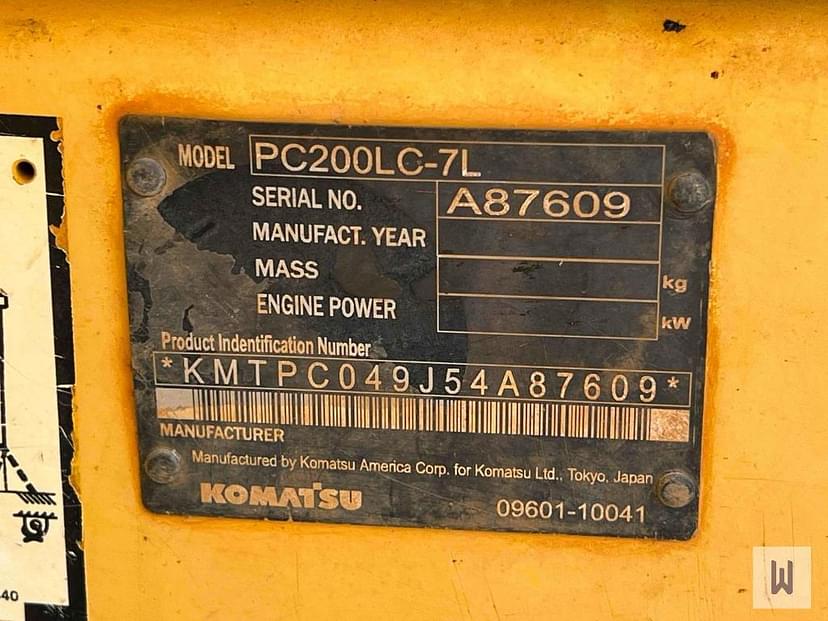 MODEL PC200LC-7L
SERIAL NO. A87609
MANUFACT. YEAR
MASS kg
ENGINE POWER kW
Product Indentification Number
*KMTPC049J54A87609*
MANUFACTURER
Manufactured by Komatsu America Corp. for Komatsu Ltd., Tokyo, Japan
KOMATSU 09601-10041
40
W